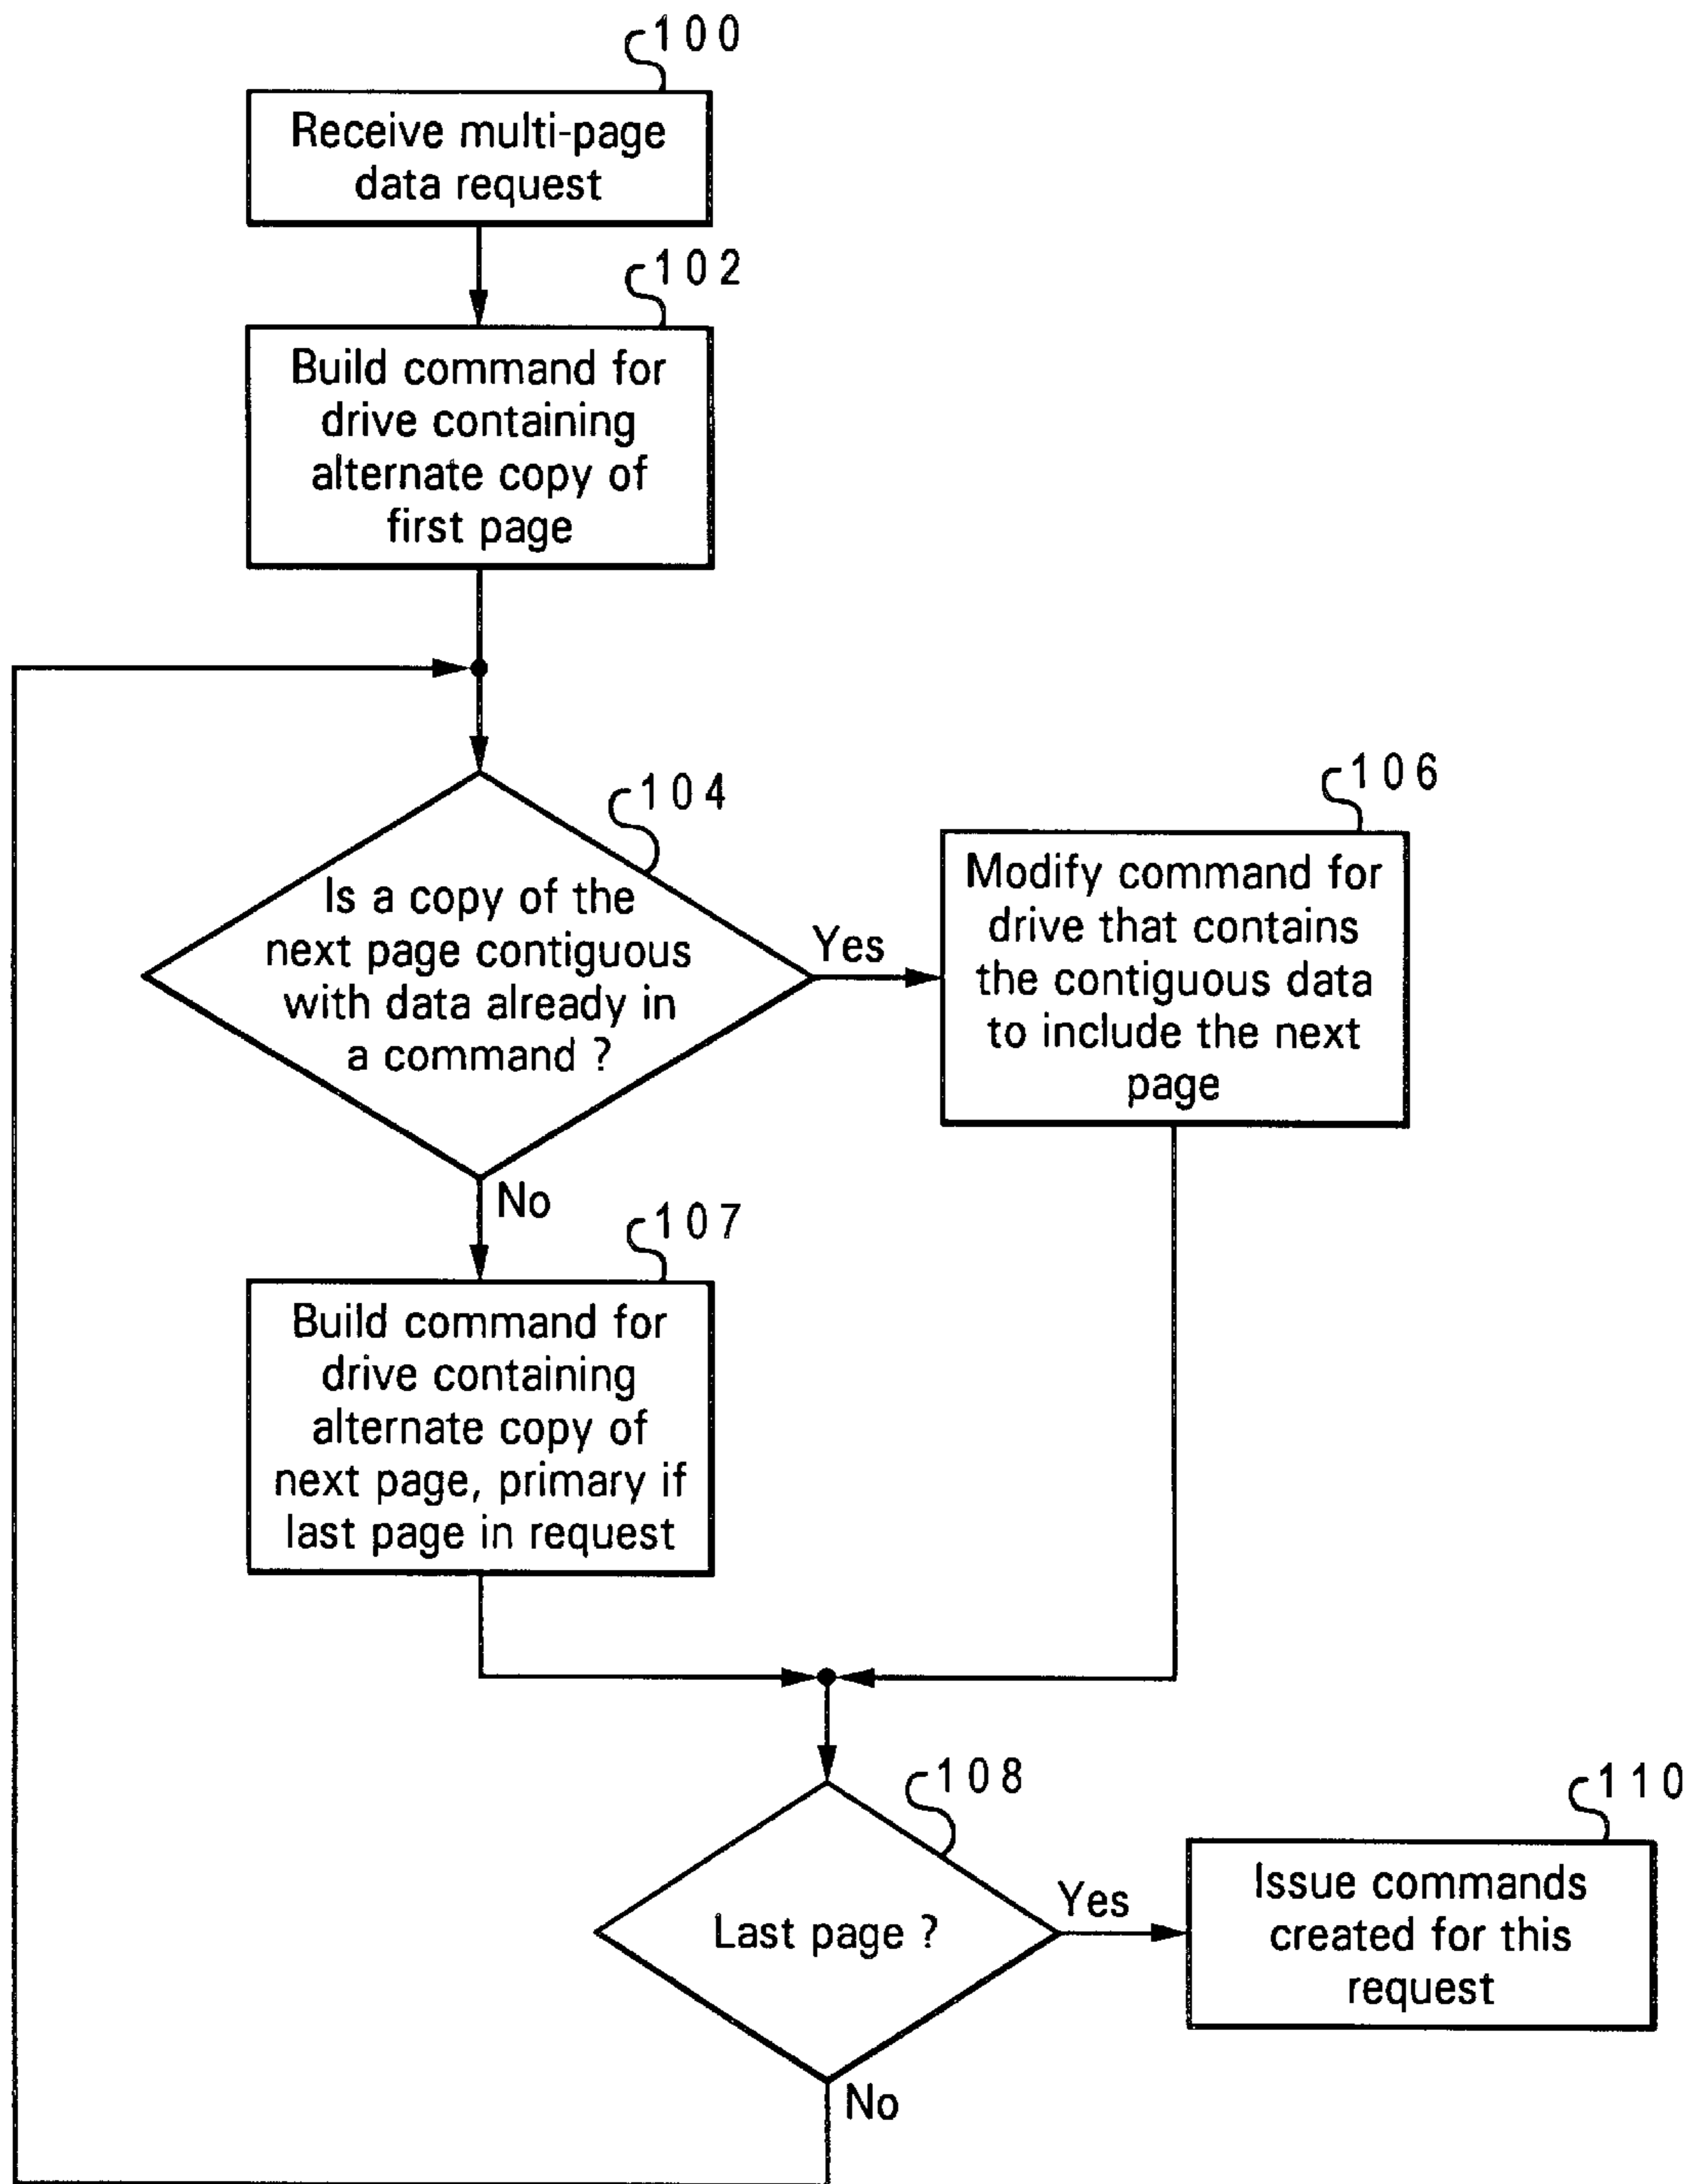 100
Receive multi-page
data request
102
Build command for
drive containing
alternate copy of
first page
104
Is a copy of the
next page contiguous
with data already in
a command ?
Yes
106
Modify command for
drive that contains
the contiguous data
to include the next
page
No
107
Build command for
drive containing
alternate copy of
next page, primary if
last page in request
108
Last page ?
Yes
110
Issue commands
created for this
request
No